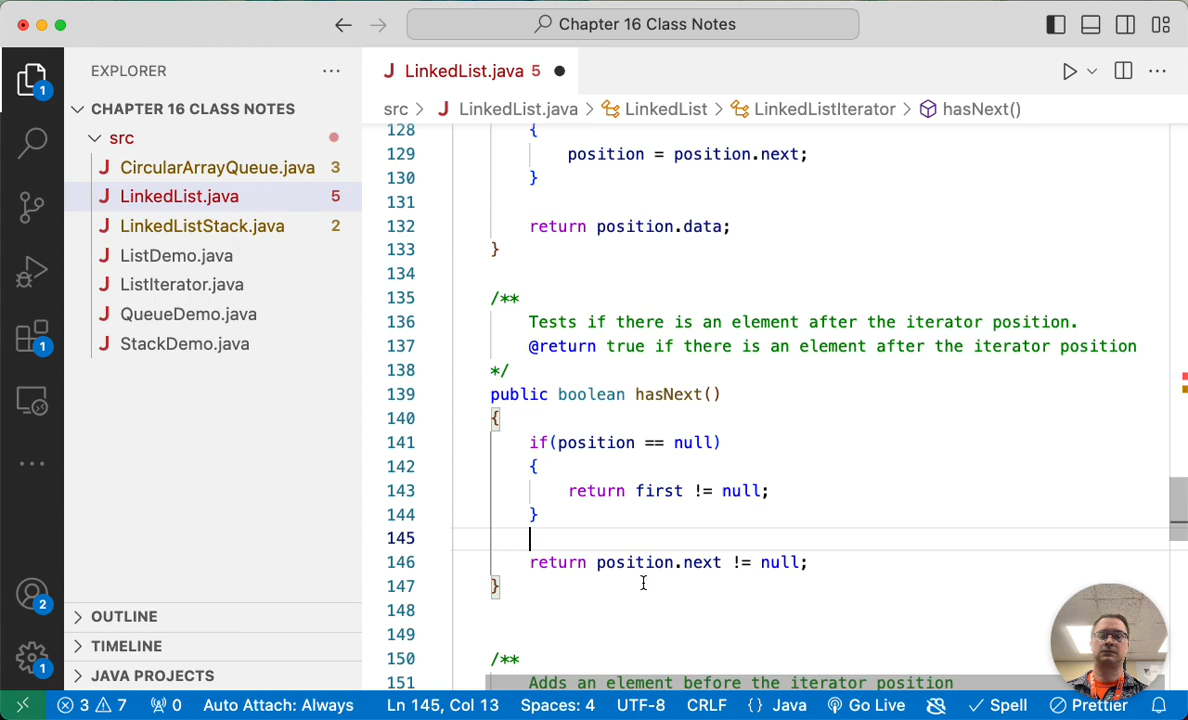 Chapter 16 Class Notes
EXPLORER
LinkedList.java 5
CHAPTER 16 CLASS NOTES
src > LinkedList.java > LinkedList > LinkedListIterator > hasNext()
src
CircularArrayQueue.java 3
LinkedList.java 5
LinkedListStack.java 2
ListDemo.java
ListIterator.java
QueueDemo.java
StackDemo.java
OUTLINE
TIMELINE
JAVA PROJECTS
1
1
2
1
128 {
129 position = position.next;
130 }
131
132 return position.data;
133 }
134
135 /**
136 Tests if there is an element after the iterator position.
137 @return true if there is an element after the iterator position
138 */
139 public boolean hasNext()
140 {
141 if(position == null)
142 {
143 return first != null;
144 }
145
146 return position.next != null;
147 }
148
149
150 /**
151 Adds an element before the iterator position
3 7 0 Auto Attach: Always Ln 145, Col 13 Spaces: 4 UTF-8 CRLF {} Java Go Live Spell Prettier